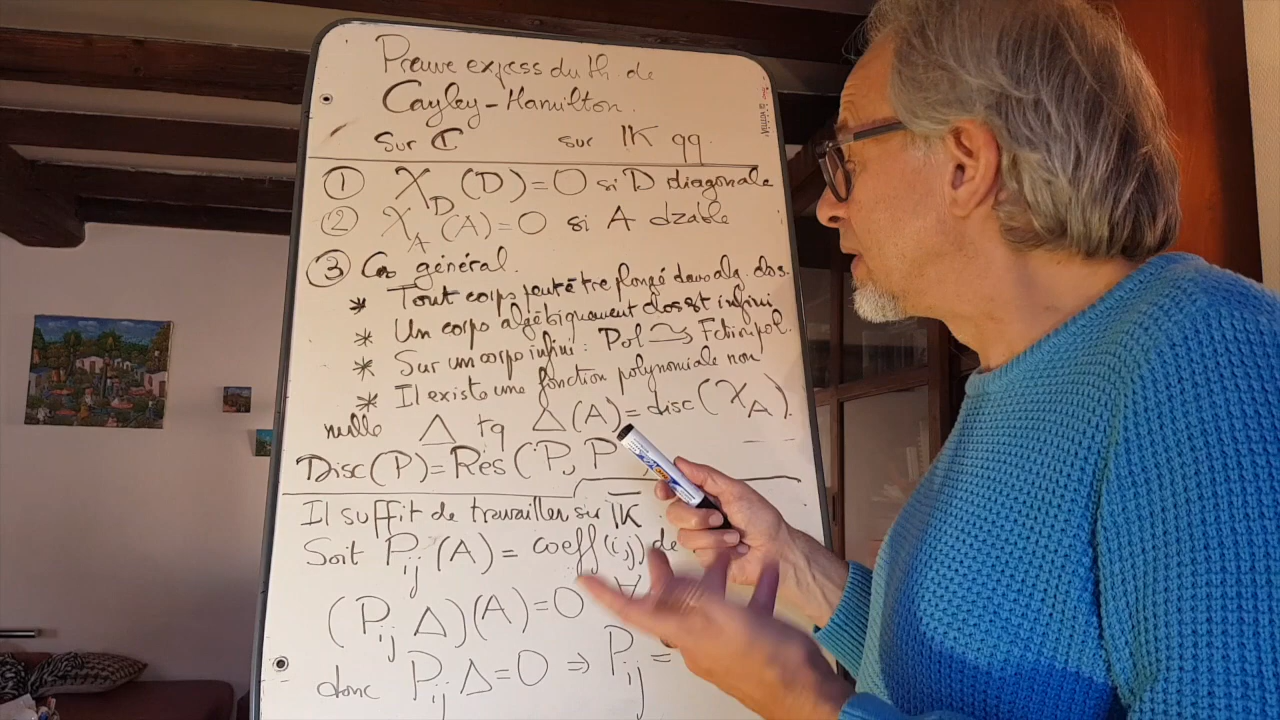 Preuve express du th. de
Cayley-Hamilton.
Sur ℂ sur 𝕂 qq.
① χ_D(D)=0 si D diagonale
② χ_A(A)=0 si A dzable
③ Cas général.
* Tout corps peut être plongé dans alg. clos.
* Un corps algébriquement clos est infini
* Sur un corps infini: Pol ⥲ Fction pol.
* Il existe une fonction polynomiale non
nulle Δ tq Δ(A)=disc(χ_A).
Disc(P)=Res(P, P
Il suffit de travailler sur 𝕂̅
Soit P_ij(A) = coeff(i,j) de
(P_ij Δ)(A)=0 ∀
donc P_ij Δ=0 ⇒ P_ij =
VELLEDA